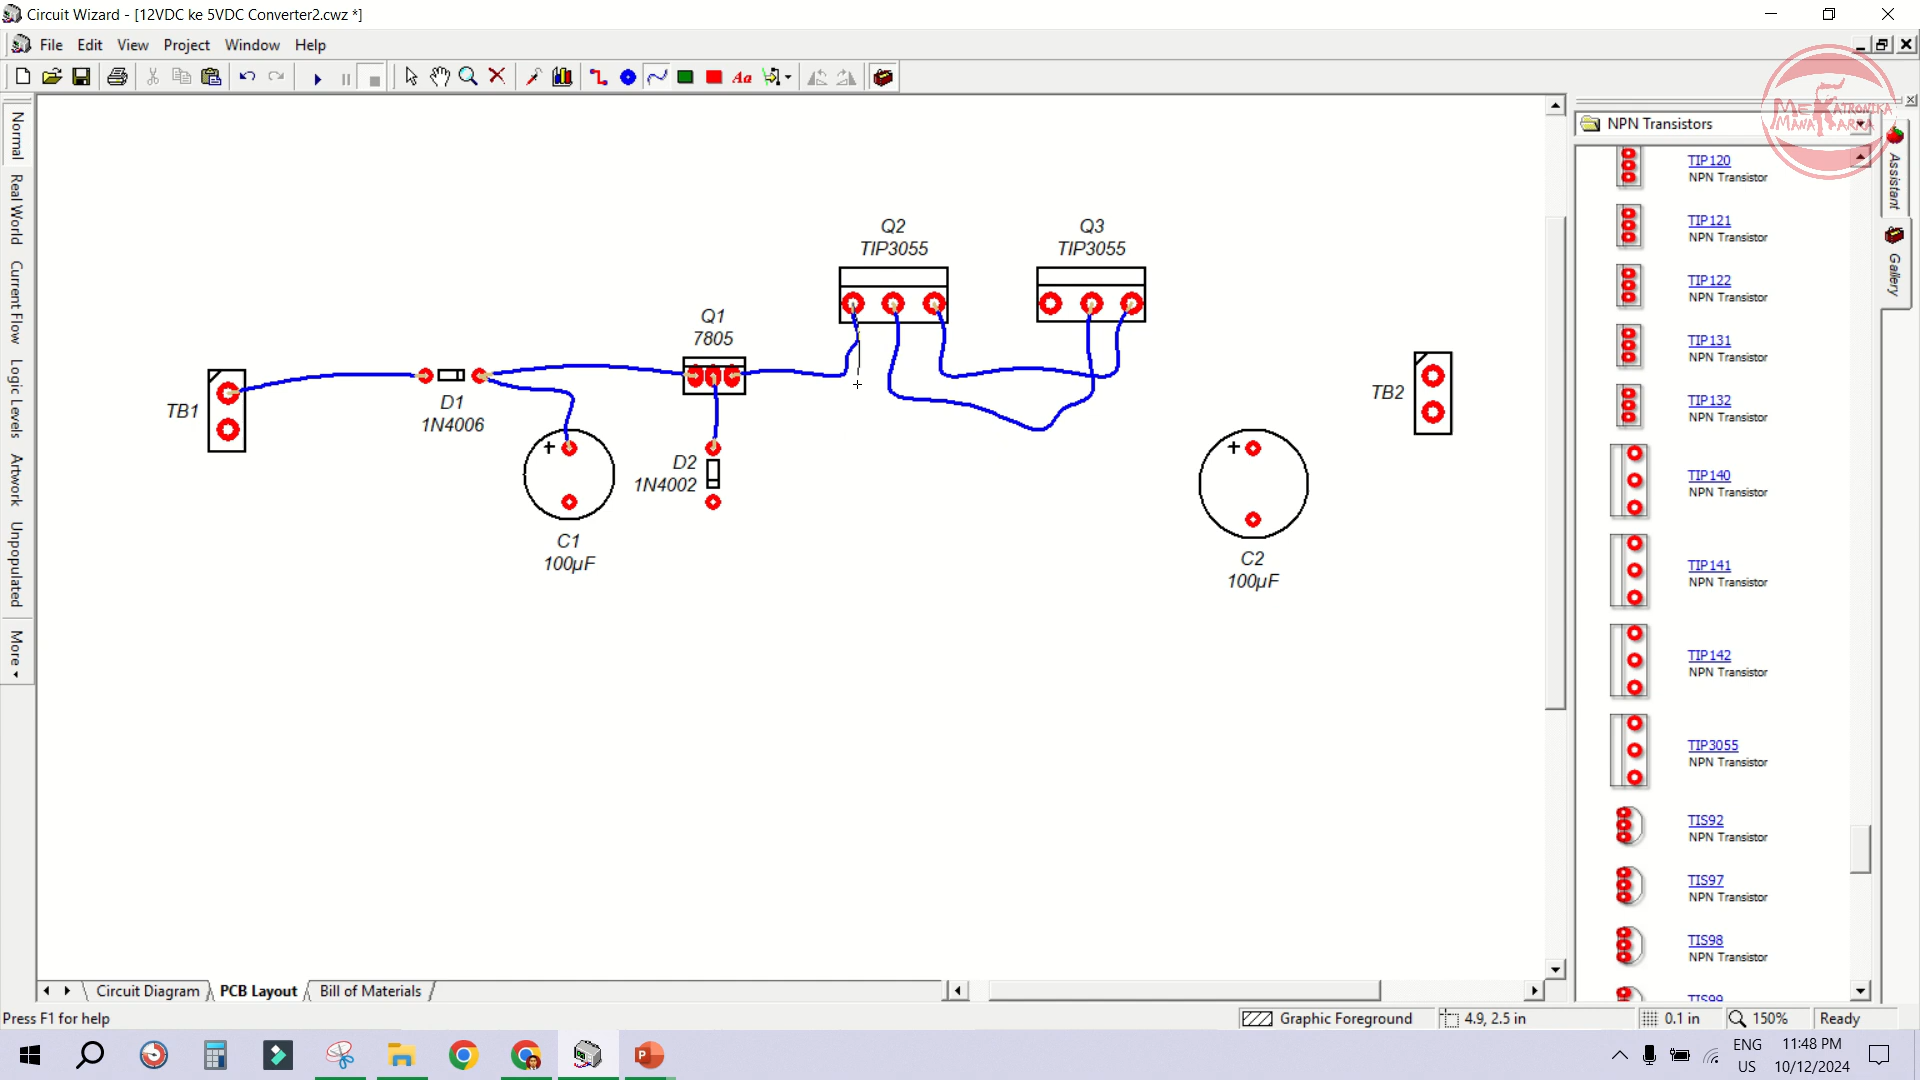 Circuit Wizard - [12VDC ke 5VDC Converter2.cwz *]
File Edit View Project Window Help
Aa
MEKATRONIKA
MANAKARRA
Normal
Real World
Current Flow
Logic Levels
Artwork
Unpopulated
More
NPN Transistors
Assistant
Gallery
TIP120
NPN Transistor
TIP121
NPN Transistor
TIP122
NPN Transistor
TIP131
NPN Transistor
TIP132
NPN Transistor
TIP140
NPN Transistor
TIP141
NPN Transistor
TIP142
NPN Transistor
TIP3055
NPN Transistor
TIS92
NPN Transistor
TIS97
NPN Transistor
TIS98
NPN Transistor
TIS99
Q2
TIP3055
Q3
TIP3055
Q1
7805
TB1
D1
1N4006
TB2
+
D2
1N4002
+
C1
100µF
C2
100µF
Circuit Diagram PCB Layout Bill of Materials
Press F1 for help Graphic Foreground 4.9, 2.5 in 0.1 in 150% Ready
ENG
US
11:48 PM
10/12/2024